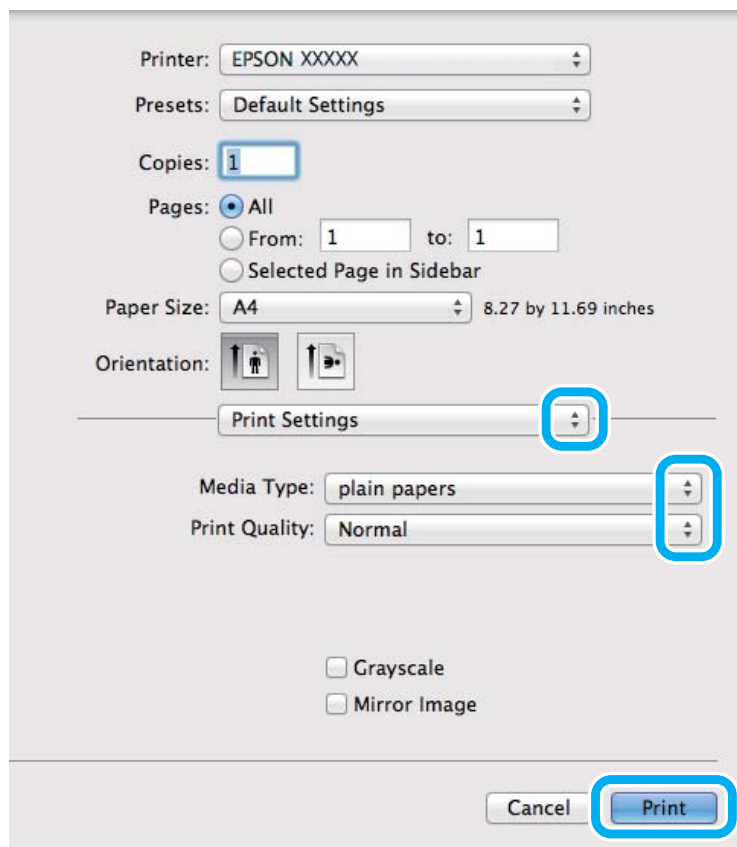 Printer: EPSON XXXXX
Presets: Default Settings
Copies: 1
Pages: All
From: 1 to: 1
Selected Page in Sidebar
Paper Size: A4 8.27 by 11.69 inches
Orientation:
Print Settings
Media Type: plain papers
Print Quality: Normal
Grayscale
Mirror Image
Cancel Print